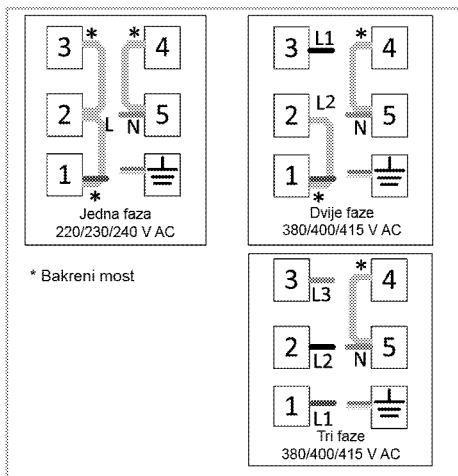 3 * * 4
2 L N 5
1 *
Jedna faza
220/230/240 V AC
3 L1 * 4
2 L2 N 5
1 *
Dvije faze
380/400/415 V AC
* Bakreni most
3 L3 * 4
2 L2 N 5
1 L1
Tri faze
380/400/415 V AC